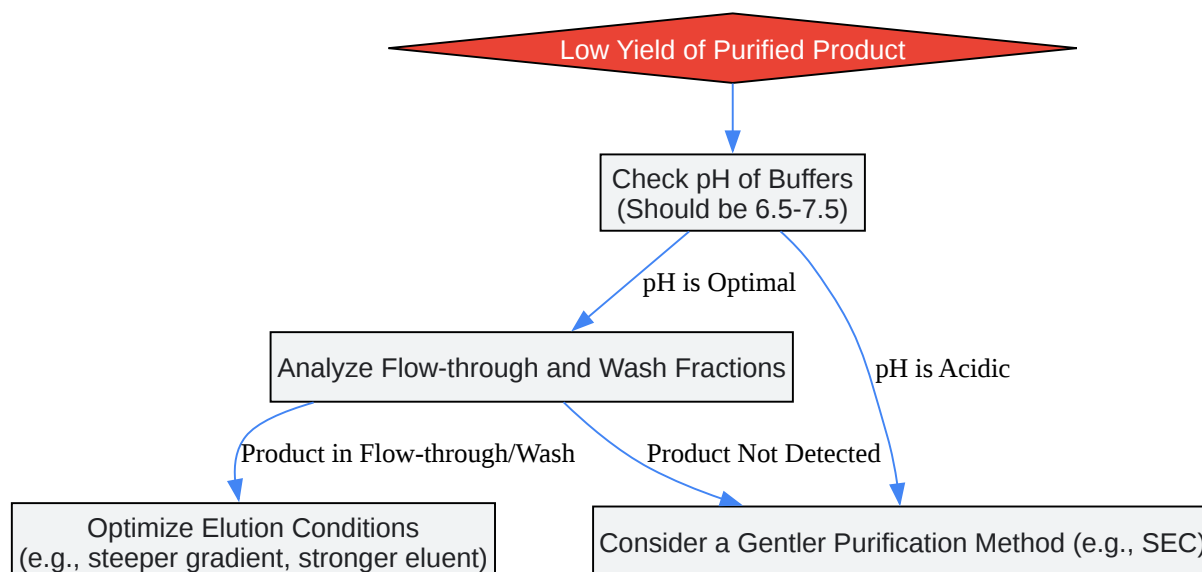 Low Yield of Purified Product
Check pH of Buffers
(Should be 6.5-7.5)
pH is Optimal
Analyze Flow-through and Wash Fractions
pH is Acidic
Product in Flow-through/Wash
Product Not Detected
Optimize Elution Conditions
(e.g., steeper gradient, stronger eluent)
Consider a Gentler Purification Method (e.g., SEC)